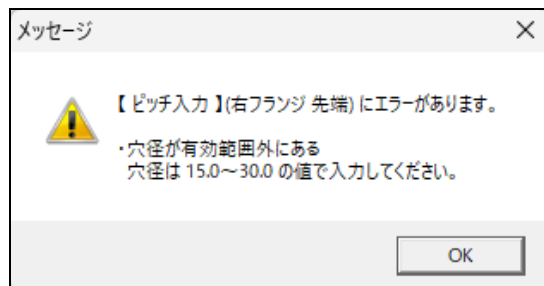 メッセージ
【 ピッチ入力 】(右フランジ 先端) にエラーがあります。
・穴径が有効範囲外にある
穴径は 15.0～30.0 の値で入力してください。
OK